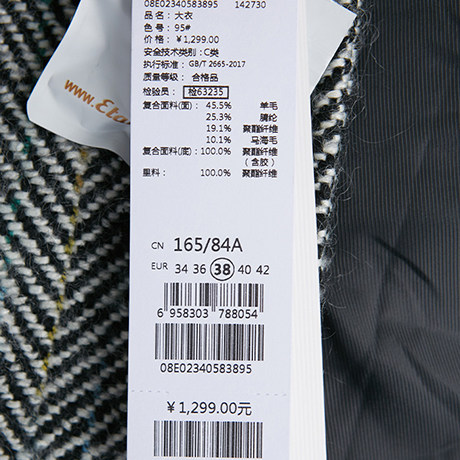 08E02340583895 142730
品名：大衣
色号：95#
价格：￥1,299.00
安全技术类别：C类
执行标准：GB/T 2665-2017
质量等级：合格品
检验员：检63235
复合面料(面)：45.5% 羊毛
25.3% 腈纶
19.1% 聚酯纤维
10.1% 马海毛
复合面料(底)：100.0% 聚酯纤维
(含胶)
里料：100.0% 聚酯纤维
www.Eta
CN 165/84A
EUR 34 36 38 40 42
6 958303 788054
08E02340583895
￥1,299.00元